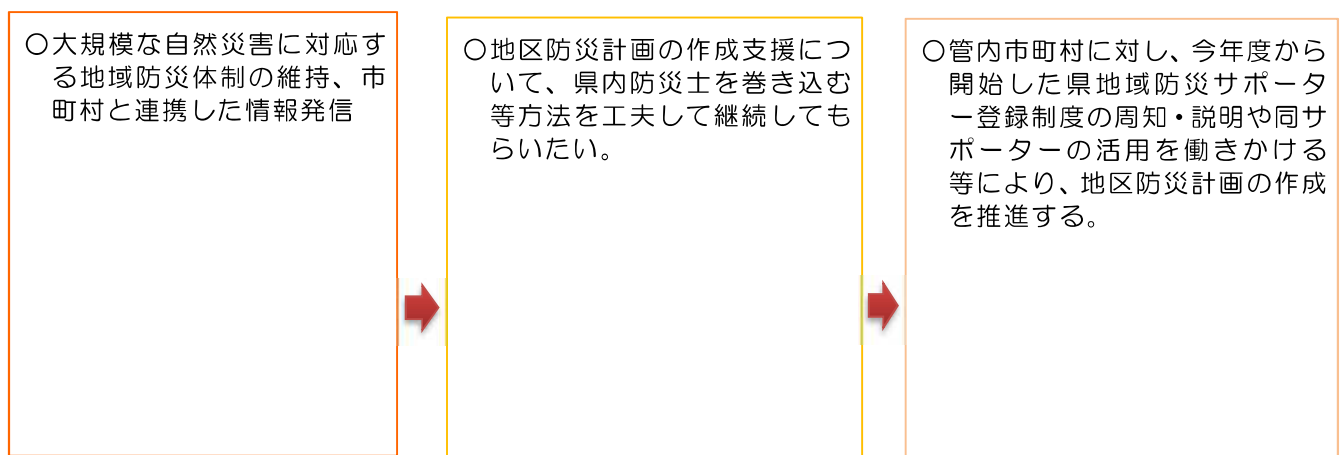 〇大規模な自然災害に対応す
る地域防災体制の維持、市
町村と連携した情報発信
〇地区防災計画の作成支援につ
いて、県内防災士を巻き込む
等方法を工夫して継続しても
らいたい。
〇管内市町村に対し、今年度から
開始した県地域防災サポータ
ー登録制度の周知・説明や同サ
ポーターの活用を働きかける
等により、地区防災計画の作成
を推進する。